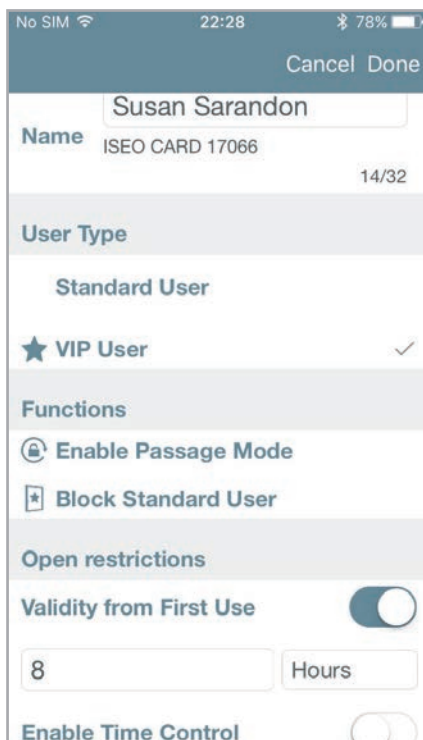 No SIM 22:28 78%
Cancel Done
Susan Sarandon
Name
ISEO CARD 17066
14/32
User Type
Standard User
VIP User
Functions
Enable Passage Mode
Block Standard User
Open restrictions
Validity from First Use
8 Hours
Enable Time Control